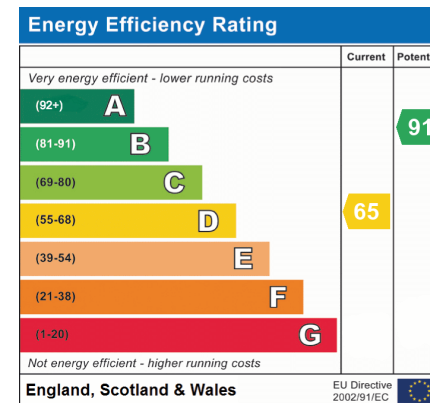 Energy Efficiency Rating
Current Potent
Very energy efficient - lower running costs
(92+) A
(81-91) B
91
(69-80) C
(55-68) D
65
(39-54) E
(21-38) F
(1-20) G
Not energy efficient - higher running costs
England, Scotland & Wales
EU Directive
2002/91/EC